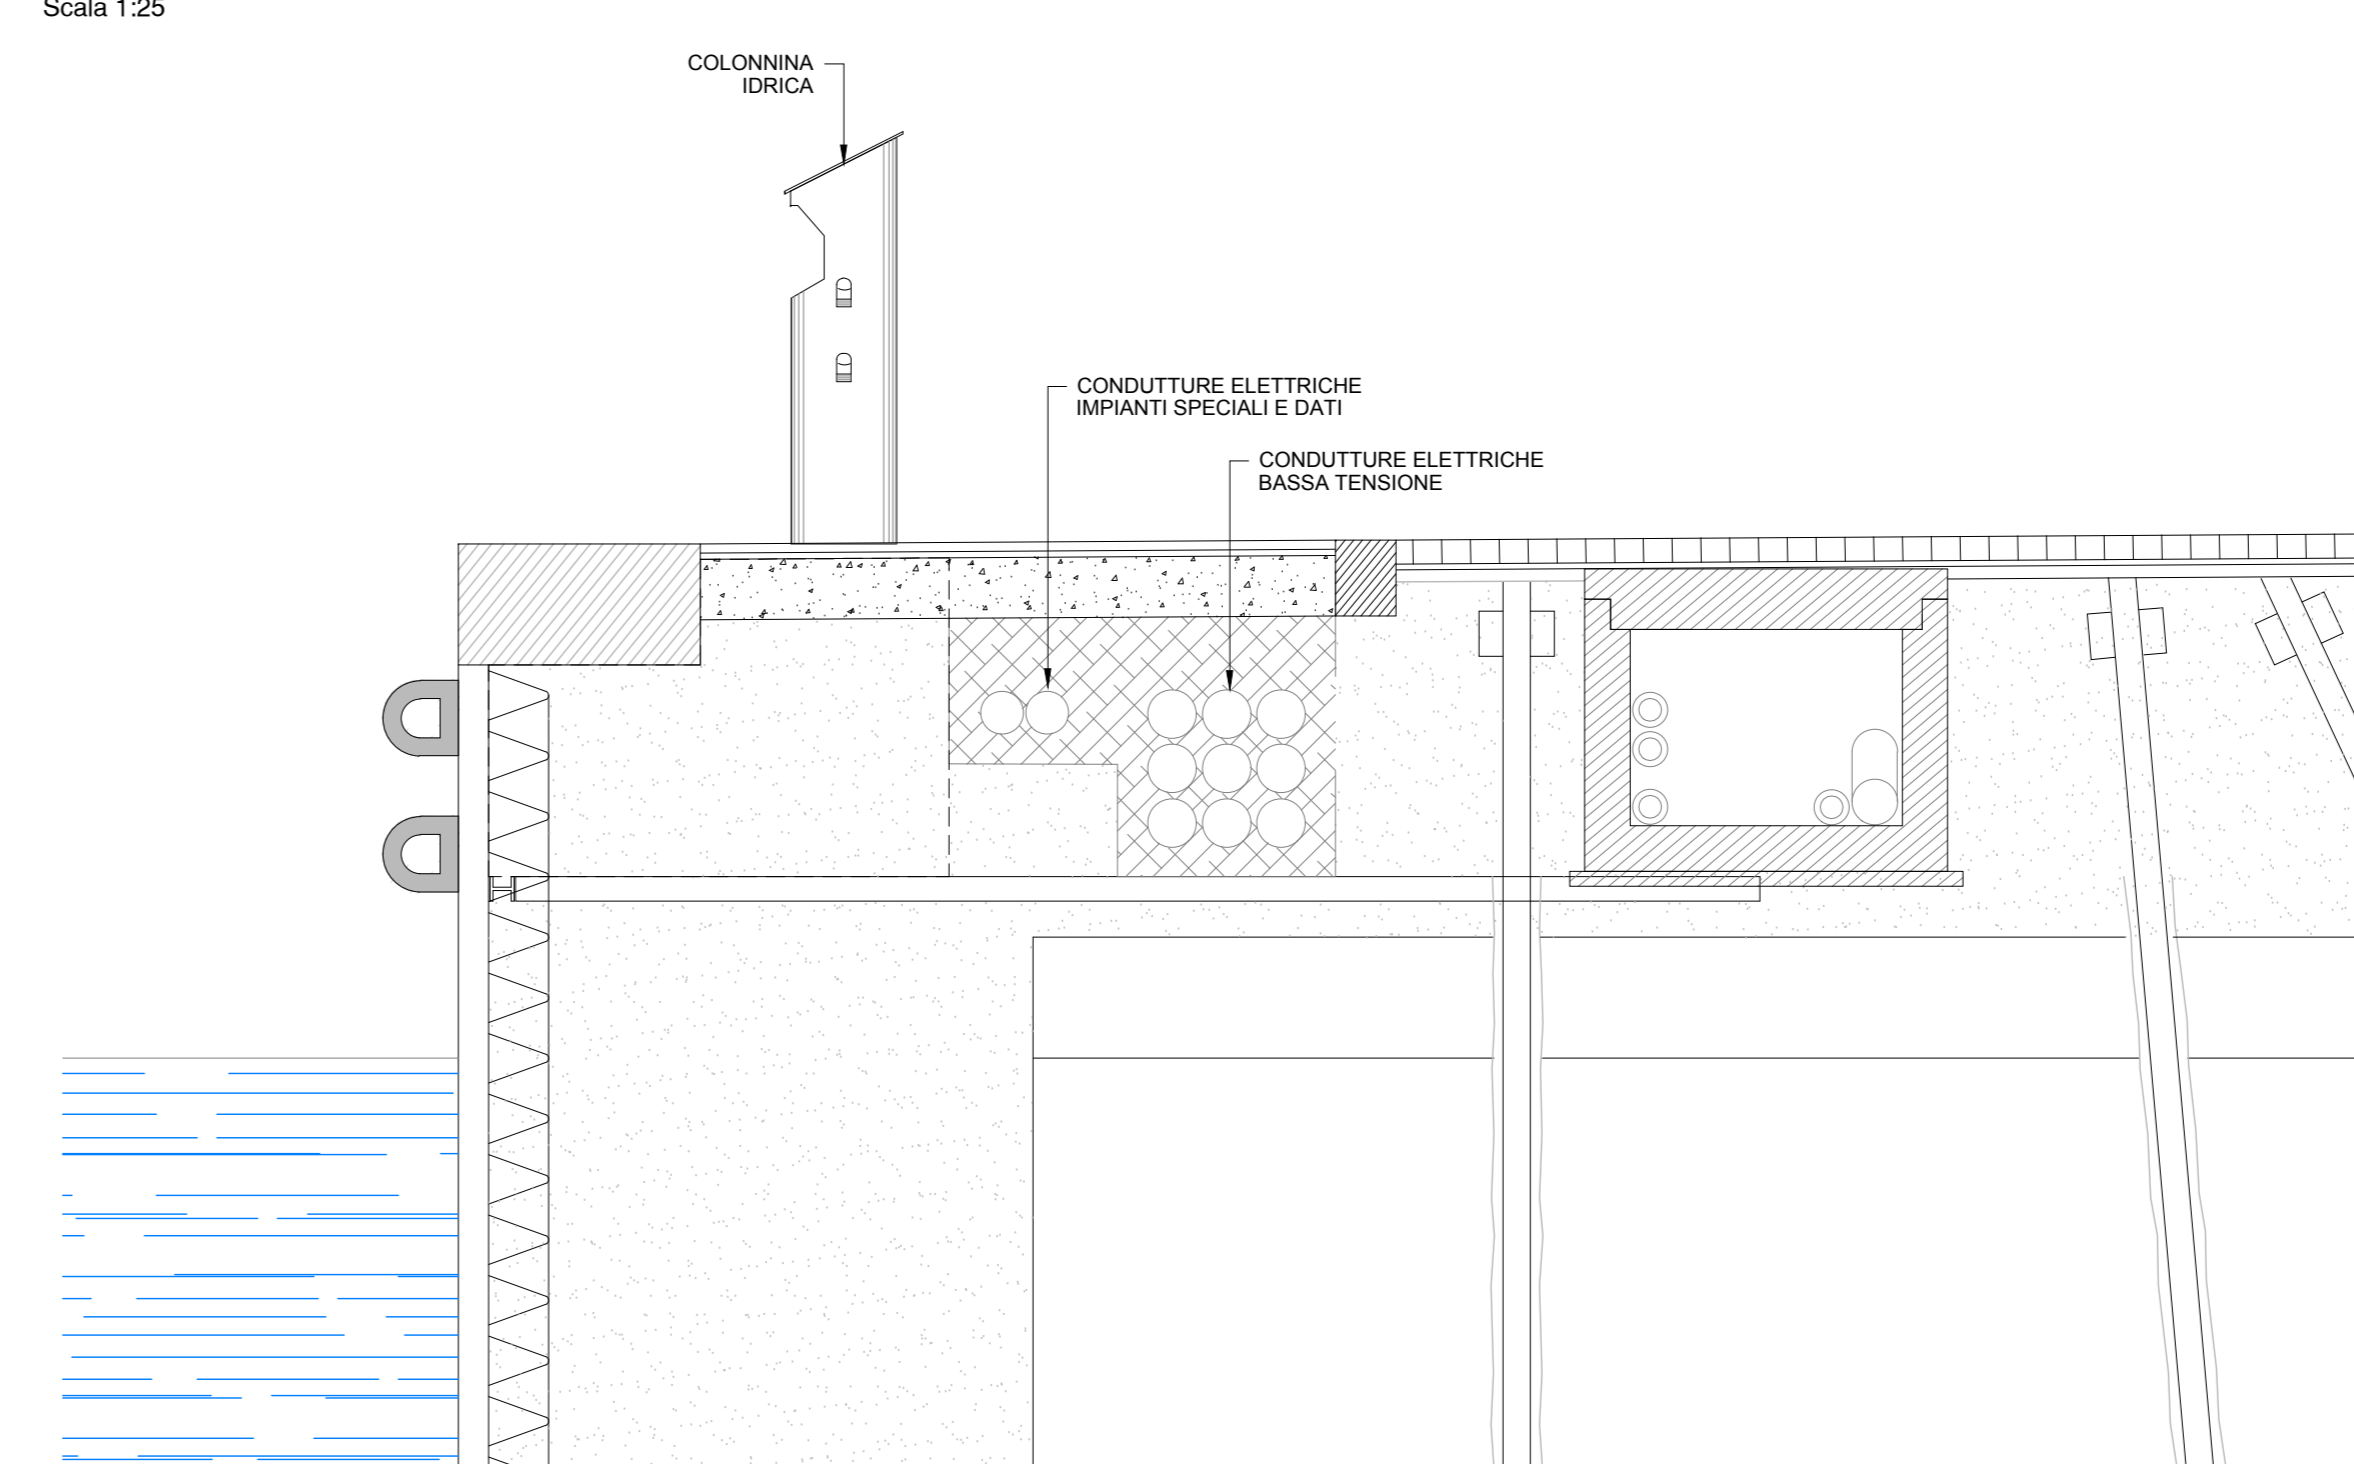 Scala 1:25
COLONNINA
IDRICA
CONDUTTURE ELETTRICHE
IMPIANTI SPECIALI E DATI
CONDUTTURE ELETTRICHE
BASSA TENSIONE